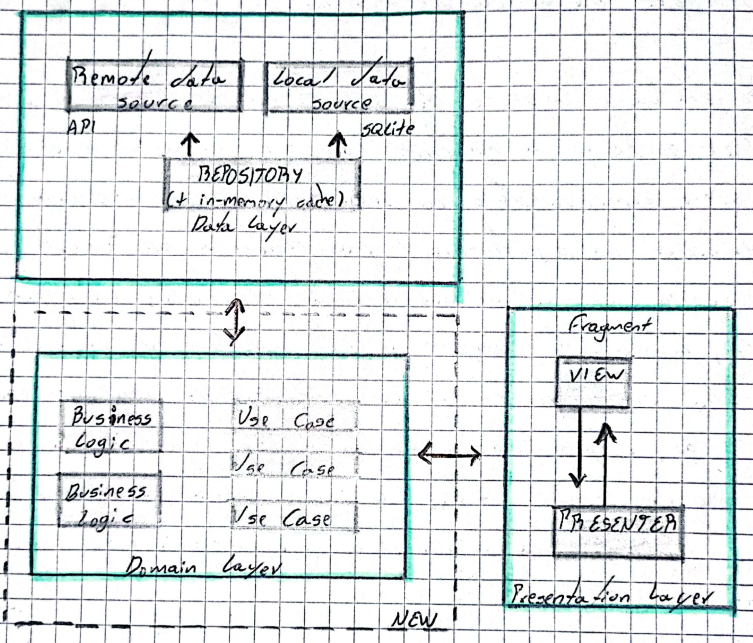 Remote data
source
API
Local data
source
SQLite
REPOSITORY
(+ in-memory cache)
Data Layer
Business
Logic
Business
Logic
Use Case
Use Case
Use Case
Domain Layer
NEW
Fragment
VIEW
PRESENTER
Presentation Layer